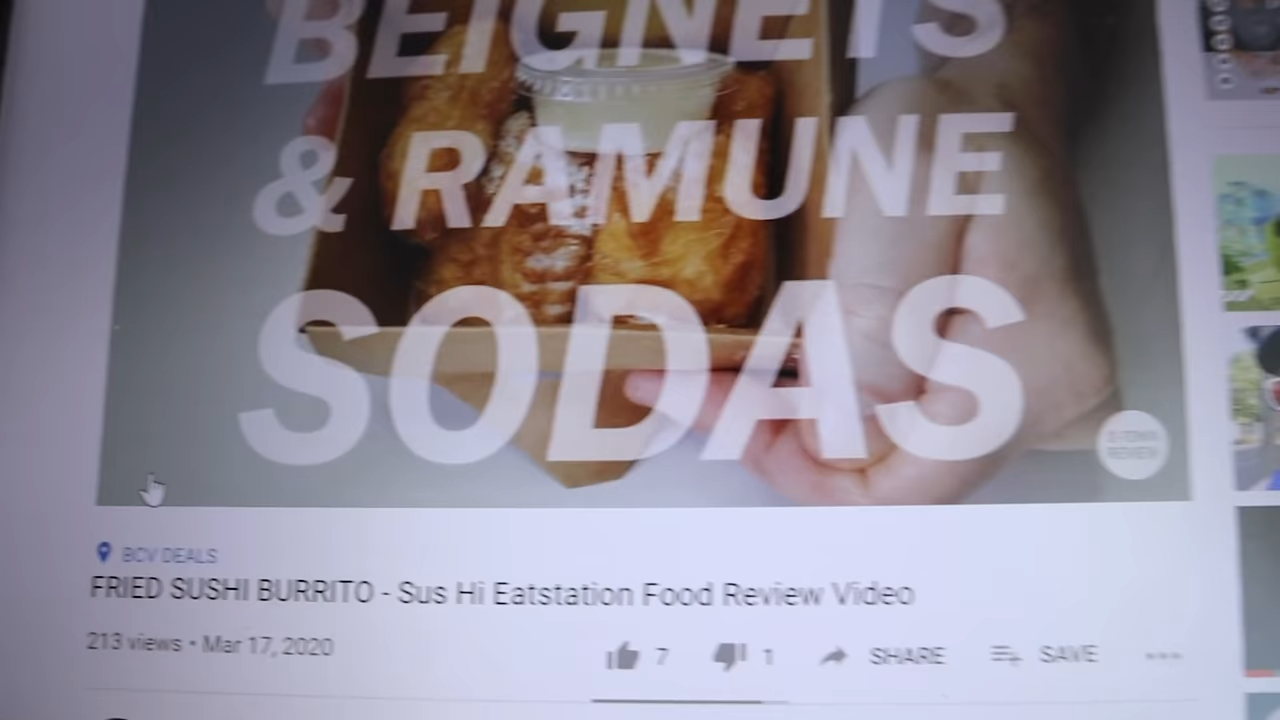 BEIGNETS
& RAMUNE
SODAS.
BCV DEALS
FRIED SUSHI BURRITO - Sus Hi Eatstation Food Review Video
213 views • Mar 17, 2020
7 1 SHARE SAVE